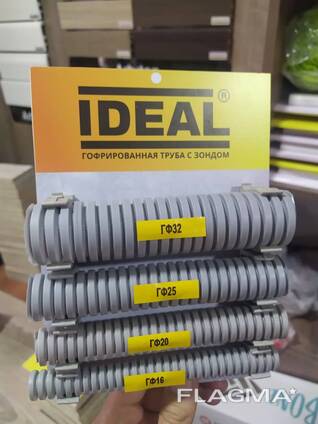 IDEAL®
ГОФРИРОВАННАЯ ТРУБА С ЗОНДОМ
ГФ32
ГФ25
ГФ20
ГФ16
FLAGMA